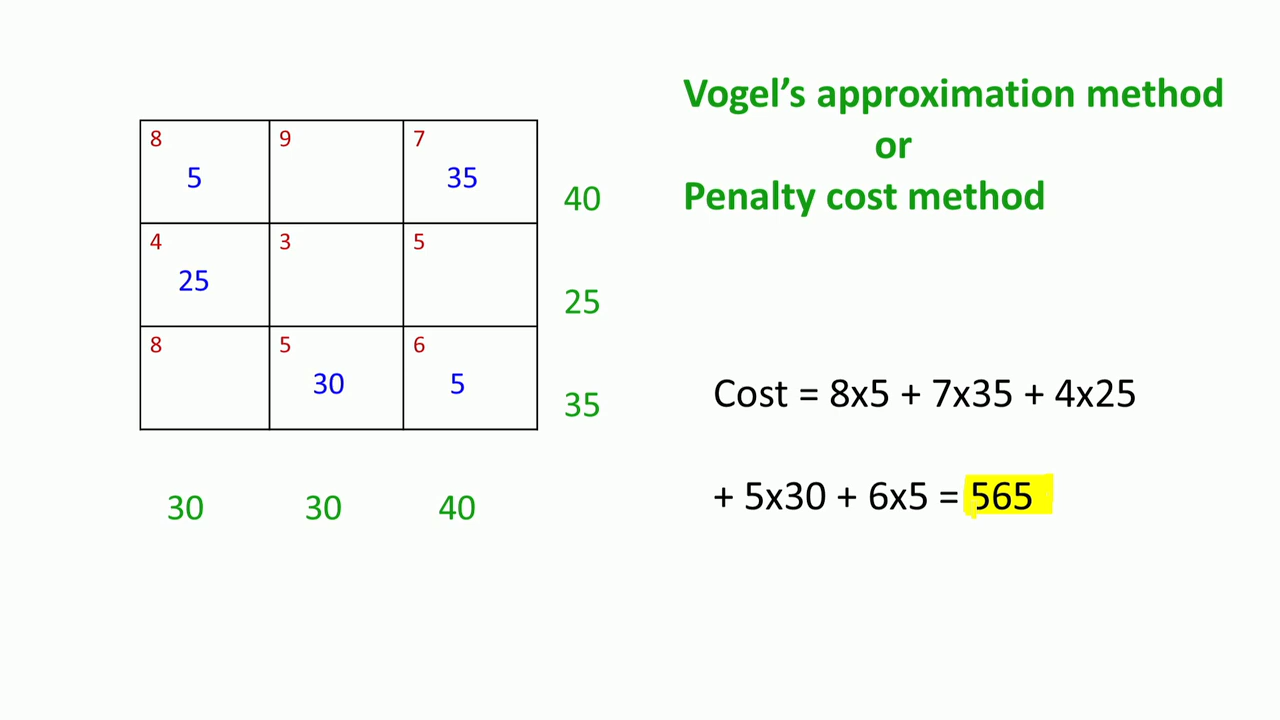 Vogel's approximation method
or
Penalty cost method
8 9 7
5 35 40
4 3 5
25 25
8 5 6
30 5 35
30 30 40
Cost = 8x5 + 7x35 + 4x25
+ 5x30 + 6x5 = 565